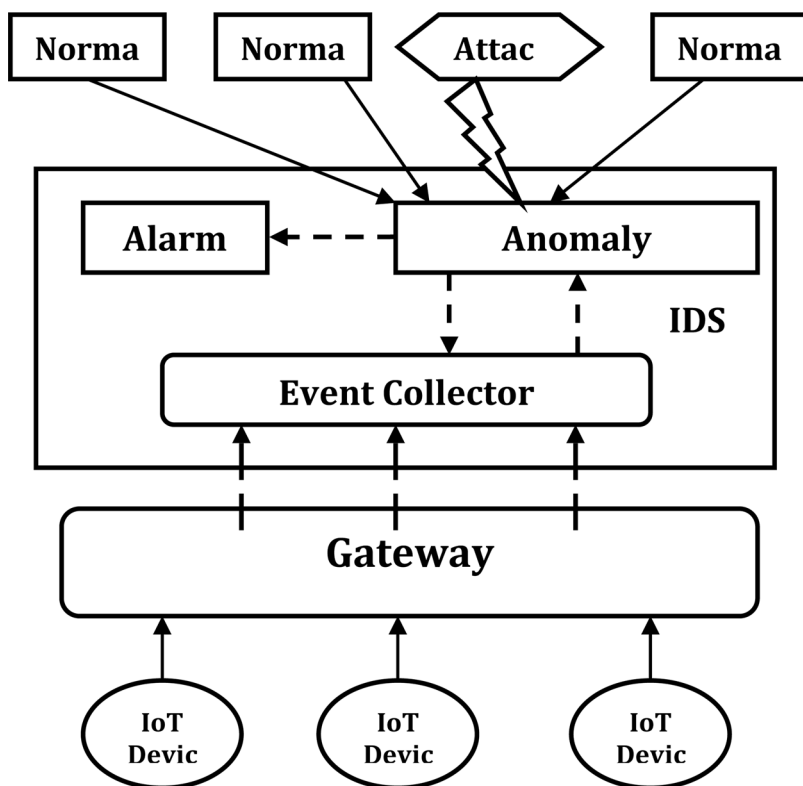 Norma
Norma
Attac
Norma
Alarm
Anomaly
IDS
Event Collector
Gateway
IoT
Devic
IoT
Devic
IoT
Devic